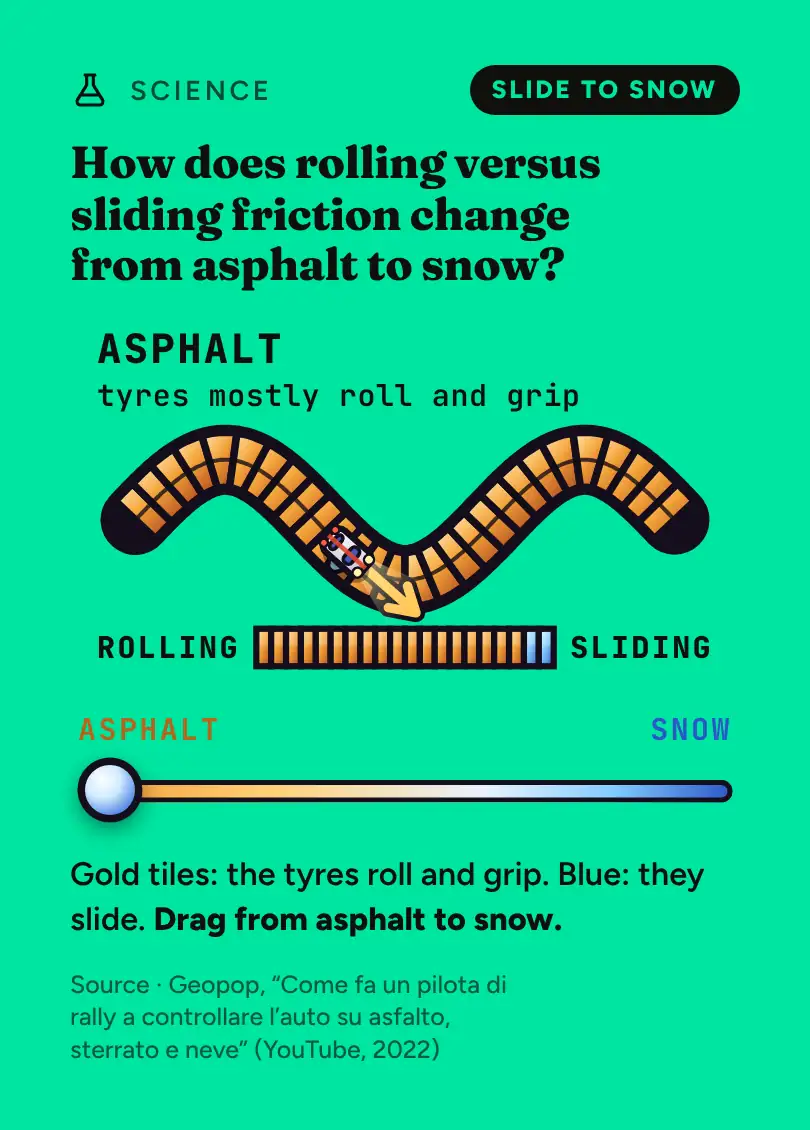 SCIENCE
SLIDE TO SNOW
How does rolling versus
sliding friction change
from asphalt to snow?
ASPHALT
tyres mostly roll and grip
ROLLING
SLIDING
ASPHALT
SNOW
Gold tiles: the tyres roll and grip. Blue: they
slide. Drag from asphalt to snow.
Source · Geopop, “Come fa un pilota di
rally a controllare l’auto su asfalto,
sterrato e neve” (YouTube, 2022)